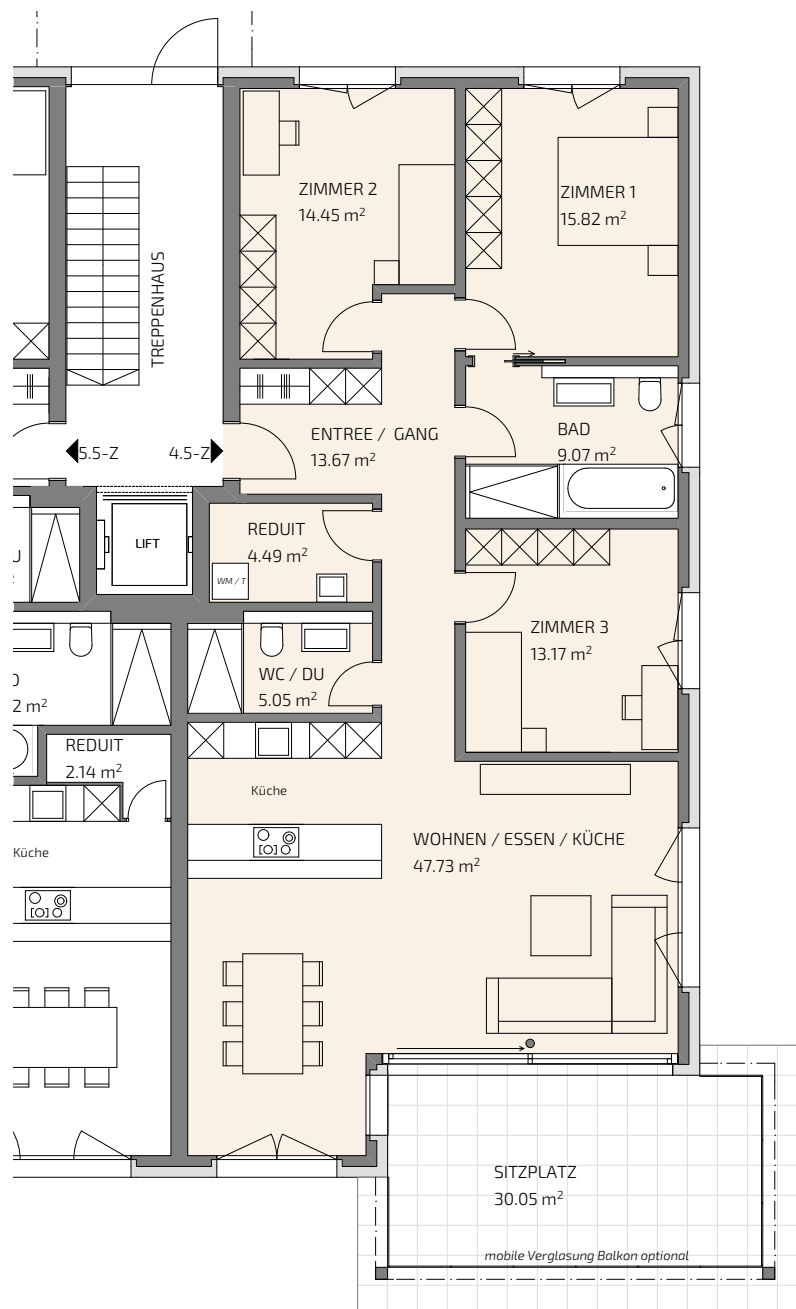 ZIMMER 2
14.45 m²
ZIMMER 1
15.82 m²
TREPPENHAUS
5.5-Z
4.5-Z
ENTREE / GANG
13.67 m²
BAD
9.07 m²
LIFT
REDUIT
4.49 m²
WM / T
ZIMMER 3
13.17 m²
WC / DU
5.05 m²
2 m²
REDUIT
2.14 m²
Küche
Küche
WOHNEN / ESSEN / KÜCHE
47.73 m²
SITZPLATZ
30.05 m²
mobile Verglasung Balkon optional